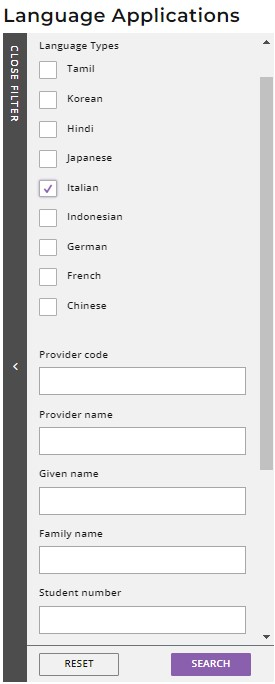 Language Applications
CLOSE FILTER
Language Types
Tamil
Korean
Hindi
Japanese
Italian
Indonesian
German
French
Chinese
Provider code
Provider name
Given name
Family name
Student number
RESET
SEARCH